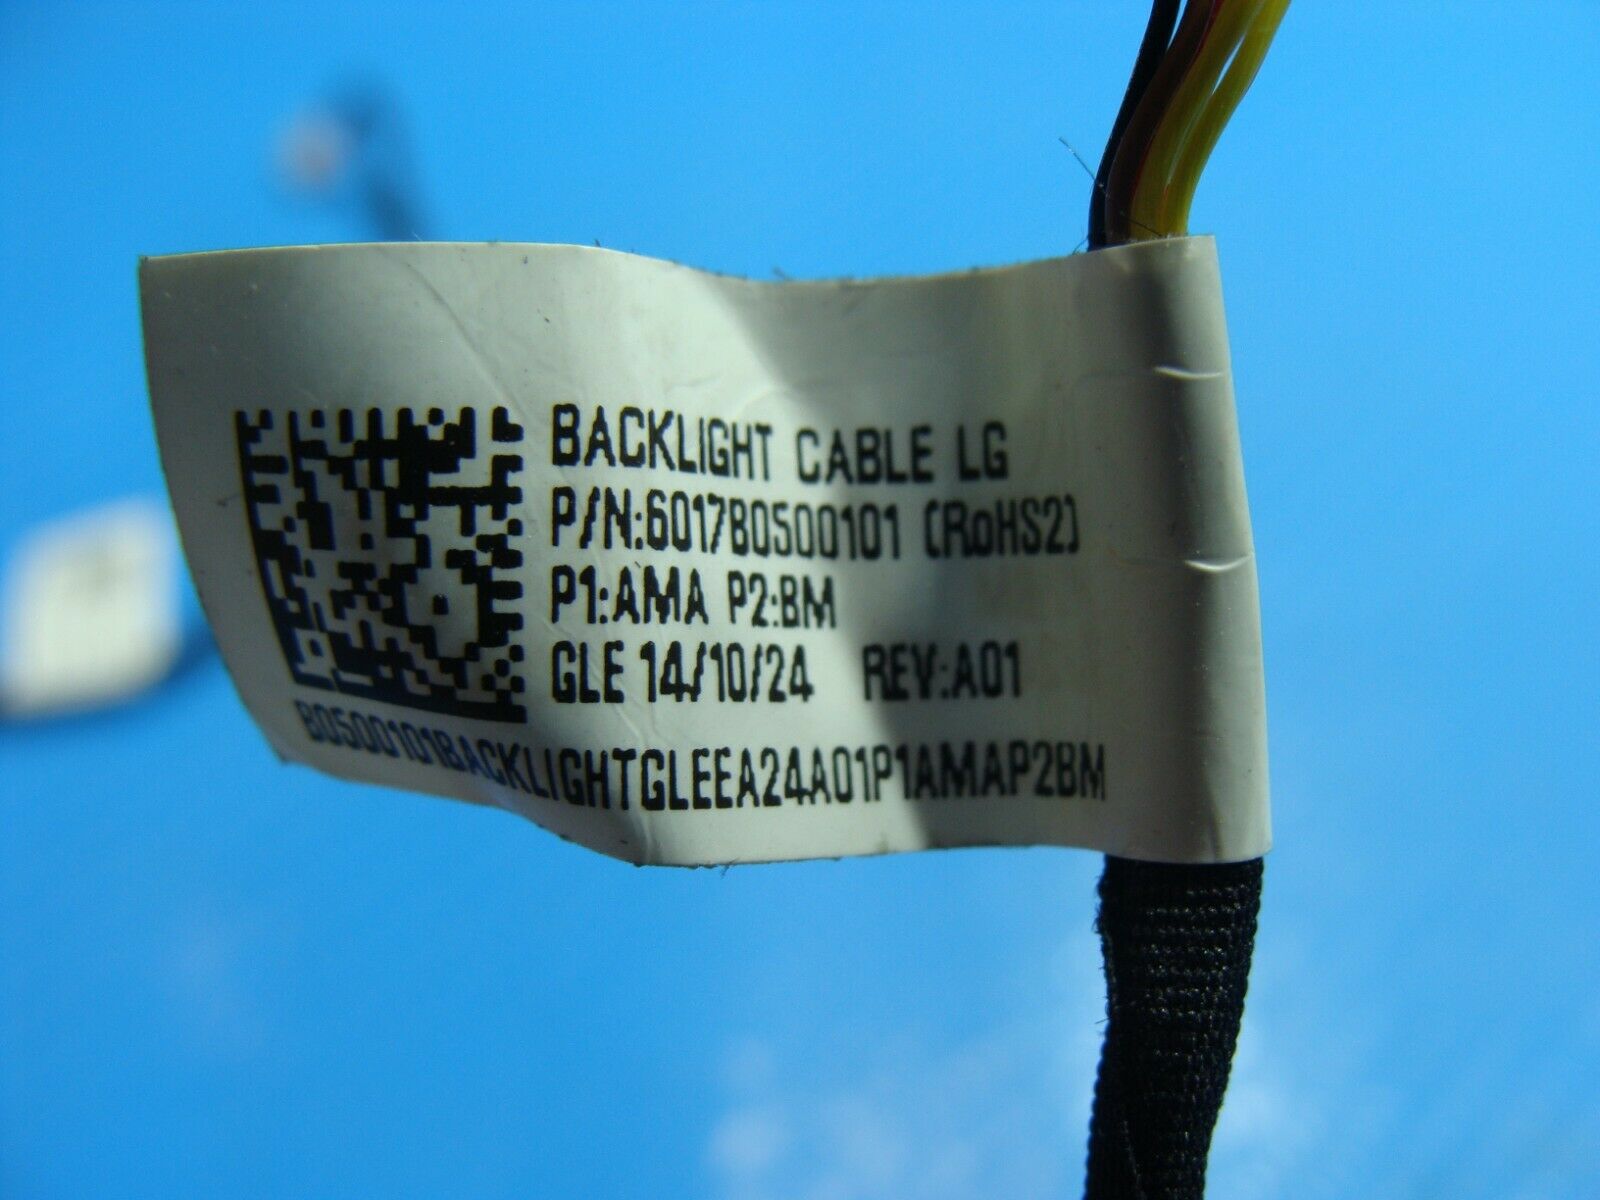 BACKLIGHT CABLE LG
P/N:6017B0500101 (RoHS2)
P1:AMA P2:BM
GLE 14/10/24 REV:A01
B0500101BACKLIGHTGLEEA24A01P1AMAP2BM